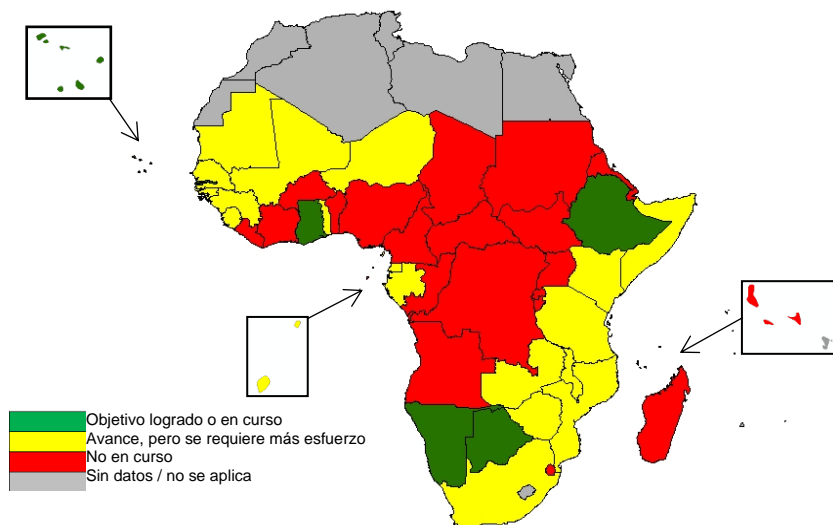 Objetivo logrado o en curso
Avance, pero se requiere más esfuerzo
No en curso
Sin datos / no se aplica